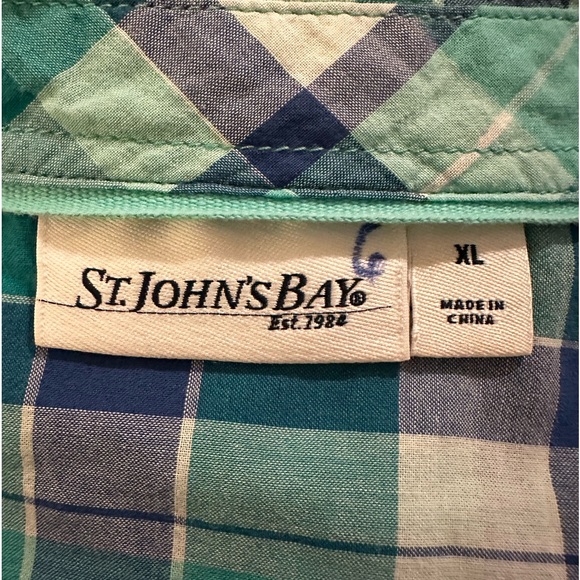 6
ST. JOHN'S BAY®
Est. 1984
XL
MADE IN
CHINA